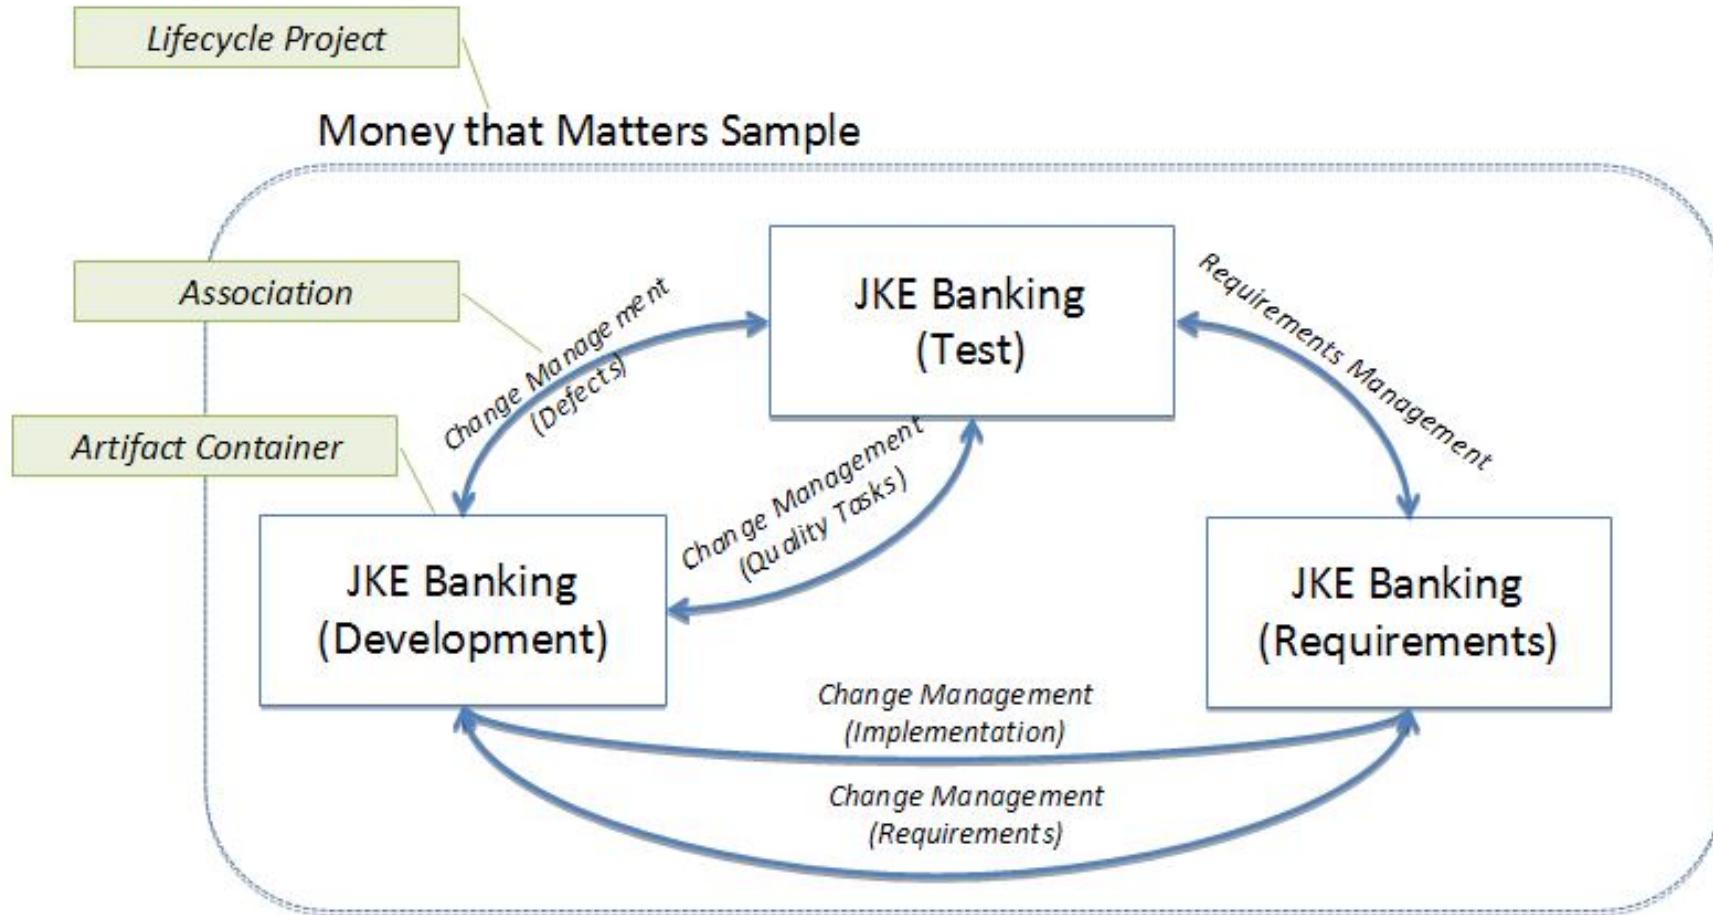 Lifecycle Project
Money that Matters Sample
Association
Artifact Container
Change Management
(Defects)
JKE Banking
(Test)
Requirements Management
Change Management
(Quality Tasks)
JKE Banking
(Development)
JKE Banking
(Requirements)
Change Management
(Implementation)
Change Management
(Requirements)